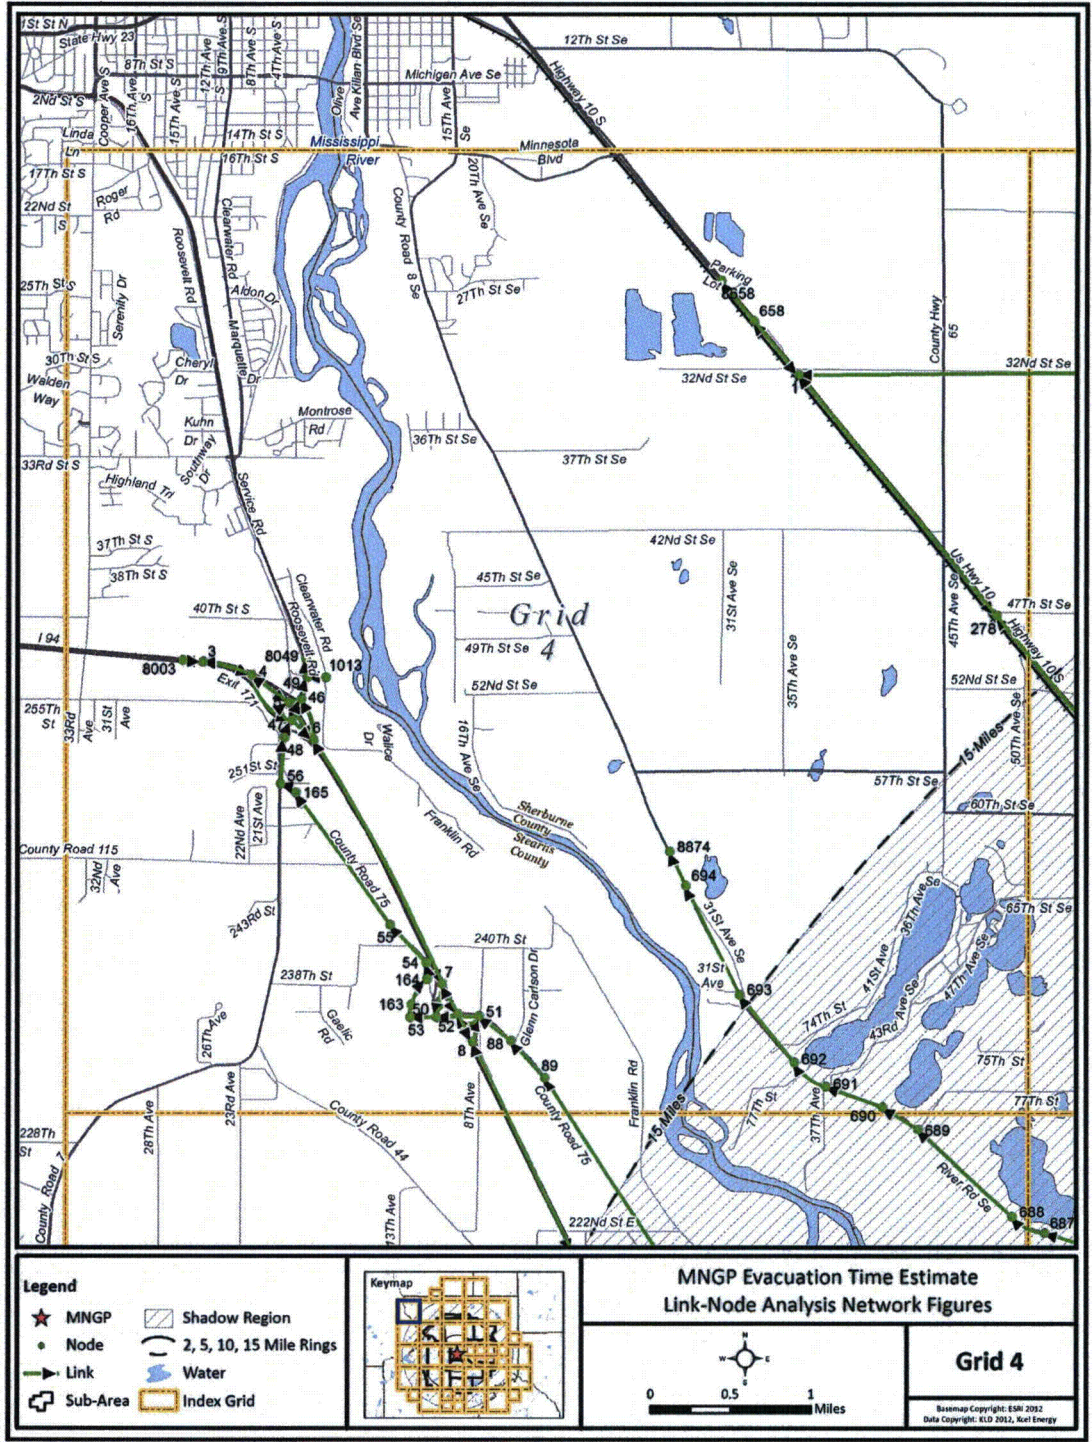 1St St N
State Hwy 23
8Th St S
12Th Ave S
9Th Ave S
8Th Ave S
4Th Ave S
Olive Ave
Kilian Blvd Se
Michigan Ave Se
12Th St Se
Highway 10 S
2Nd St S
Cooper Ave S
16Th Ave S
15Th Ave S
Linda Ln
14Th St S
16Th St S
Mississippi River
15Th Ave Se
Minnesota Blvd
17Th St S
22Nd St S
Roger Rd
Clearwater Rd
Roosevelt Rd
County Road 8 Se
20Th Ave Se
27Th St Se
Parking Lot
8658
658
County Hwy 65
25Th St S
Serenity Dr
Aldon Dr
Marquette Dr
30Th St S
Cheryl Dr
Walden Way
32Nd St Se
32Nd St Se
1
Kuhn Dr
Montrose Rd
36Th St Se
37Th St Se
33Rd St S
Southway Dr
Highland Trl
Service Rd
37Th St S
38Th St S
42Nd St Se
45Th St Se
31St Ave Se
35Th Ave Se
Us Hwy 10
45Th Ave Se
47Th St Se
278
Highway 10 S
Grid
4
40Th St S
Clearwater Rd
Roosevelt Rd
49Th St Se
52Nd St Se
52Nd St Se
I 94
8003
3
4
8049
1013
49
46
Exit 171
255Th St
33Rd Ave
31St Ave
47
6
48
Walice Dr
16Th Ave Se
15 Miles
50Th Ave Se
251St St
56
165
57Th St Se
60Th St Se
22Nd Ave
21St Ave
Franklin Rd
Sherburne County
Stearns County
County Road 115
32Nd Ave
County Road 75
8874
694
31St Ave Se
36Th Ave Se
65Th St Se
243Rd St
55
240Th St
41St Ave
47Th Ave Se
54
7
238Th St
164
Glenn Carlson Dr
31St Ave
693
74Th St
43Rd Ave Se
163
50
51
53
52
26Th Ave
Gaelic Rd
8
88
89
692
75Th St
691
23Rd Ave
8Th Ave
Franklin Rd
77Th St
77Th St
690
689
28Th Ave
County Road 44
County Road 75
15 Miles
37Th Ave
228Th St
County Road 7
River Rd Se
13Th Ave
222Nd St E
688
687
Legend
MNGP
Node
Link
Sub-Area
Shadow Region
2, 5, 10, 15 Mile Rings
Water
Index Grid
Keymap
MNGP Evacuation Time Estimate
Link-Node Analysis Network Figures
N
W
E
S
0 0.5 1
Miles
Grid 4
Basemap Copyright: ESRI 2012
Data Copyright: KLD 2012, Xcel Energy